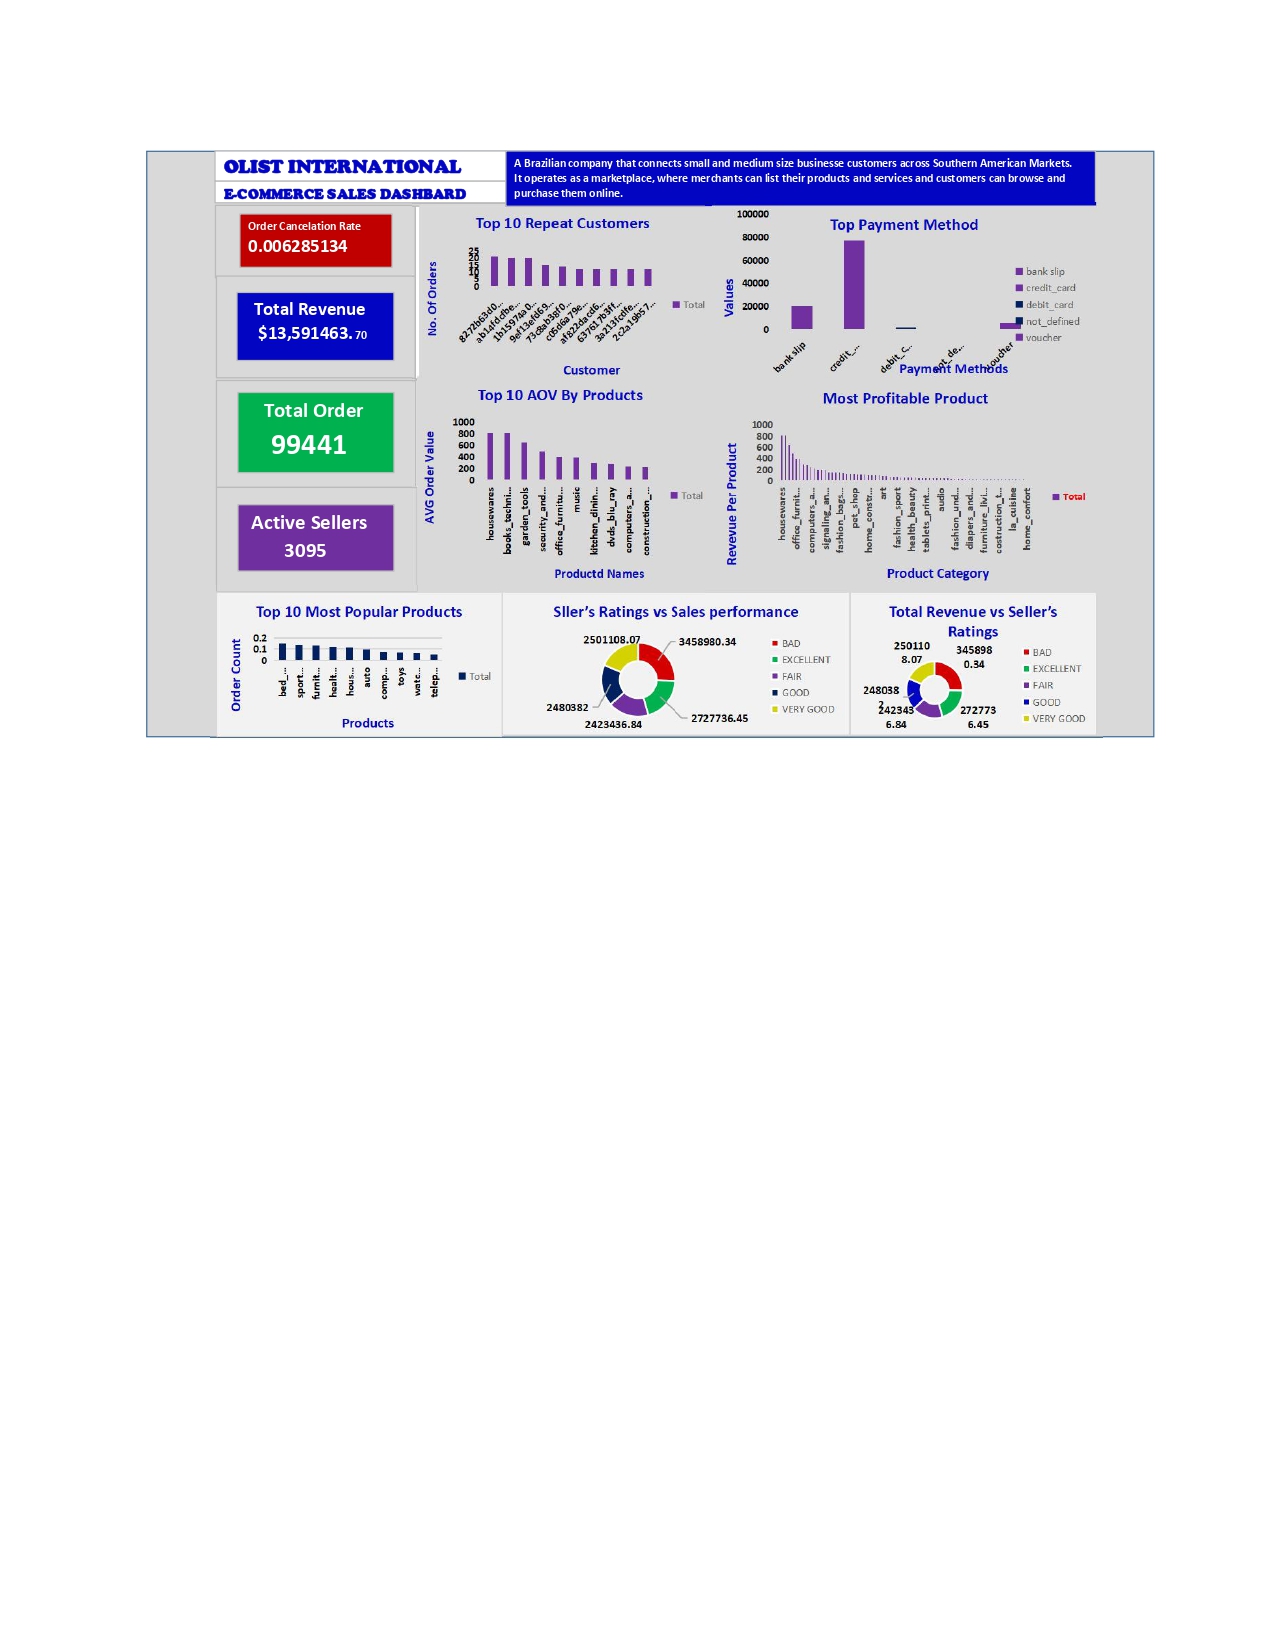 OLIST INTERNATIONAL
E-COMMERCE SALES DASHBARD
A Brazilian company that connects small and medium size businesse customers across Southern American Markets.
It operates as a marketplace, where merchants can list their products and services and customers can browse and
purchase them online.
Order Cancelation Rate
0.006285134
Total Revenue
$13,591463.70
Total Order
99441
Active Sellers
3095
Top 10 Repeat Customers
No. Of Orders
25
20
15
10
5
0
8272b63d0...
ab14fdcfbe...
1b15974a0...
9ef13efd69...
73c8ab38f0...
c05d6a79e...
af822dacd6...
637617b3ff...
3a213fcdfe...
2c2a19b57...
Total
Customer
Top Payment Method
Values
100000
80000
60000
40000
20000
0
bank slip
credit_...
debit_c...
not_de...
voucher
Payment Methods
bank slip
credit_card
debit_card
not_defined
voucher
Top 10 AOV By Products
AVG Order Value
1000
800
600
400
200
0
housewares
books_techni...
garden_tools
security_and...
office_furnitu...
music
kitchen_dinin...
dvds_blu_ray
computers_a...
construction_...
Total
Productd Names
Most Profitable Product
Revevue Per Product
1000
800
600
400
200
0
housewares
office_furnit...
computers_a...
signaling_an...
fashion_bags...
pet_shop
home_constr...
art
fashion_sport
health_beauty
tablets_print...
audio
fashion_und...
diapers_and...
furniture_livi...
costruction_t...
la_cuisine
home_confort
Total
Product Category
Top 10 Most Popular Products
Order Count
0.2
0.1
0
bed_...
sport...
furnit...
healt...
hous...
auto
comp...
toys
watc...
telep...
Total
Products
Sller's Ratings vs Sales performance
2501108.07
3458980.34
2480382
2727736.45
2423436.84
BAD
EXCELLENT
FAIR
GOOD
VERY GOOD
Total Revenue vs Seller's
Ratings
250110
8.07
345898
0.34
248038
2
242343
6.84
272773
6.45
BAD
EXCELLENT
FAIR
GOOD
VERY GOOD